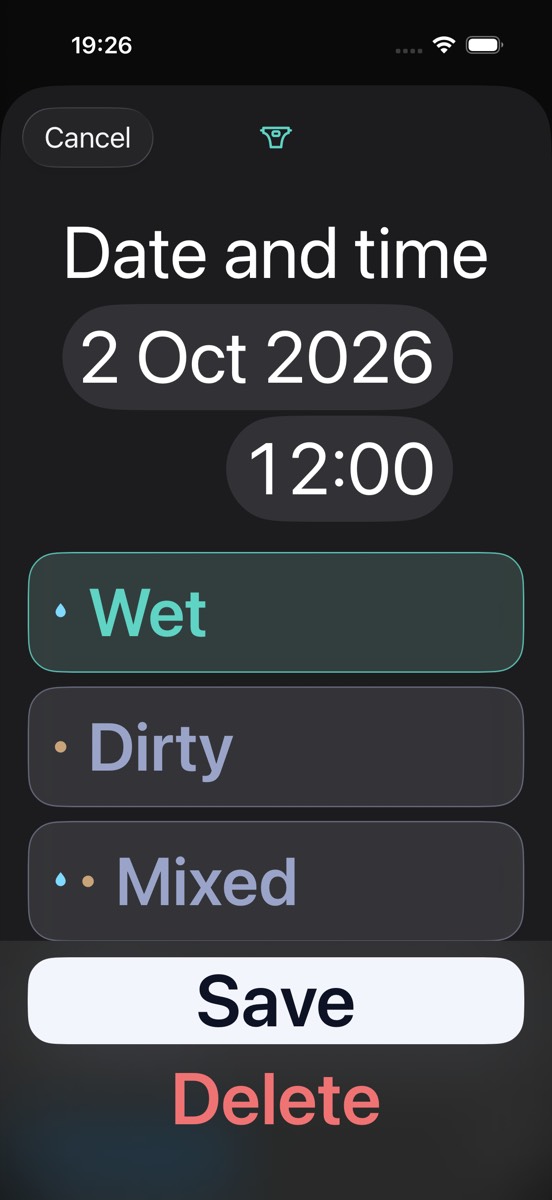 19:26
Cancel
Date and time
2 Oct 2026
12:00
Wet
Dirty
Mixed
Save
Delete